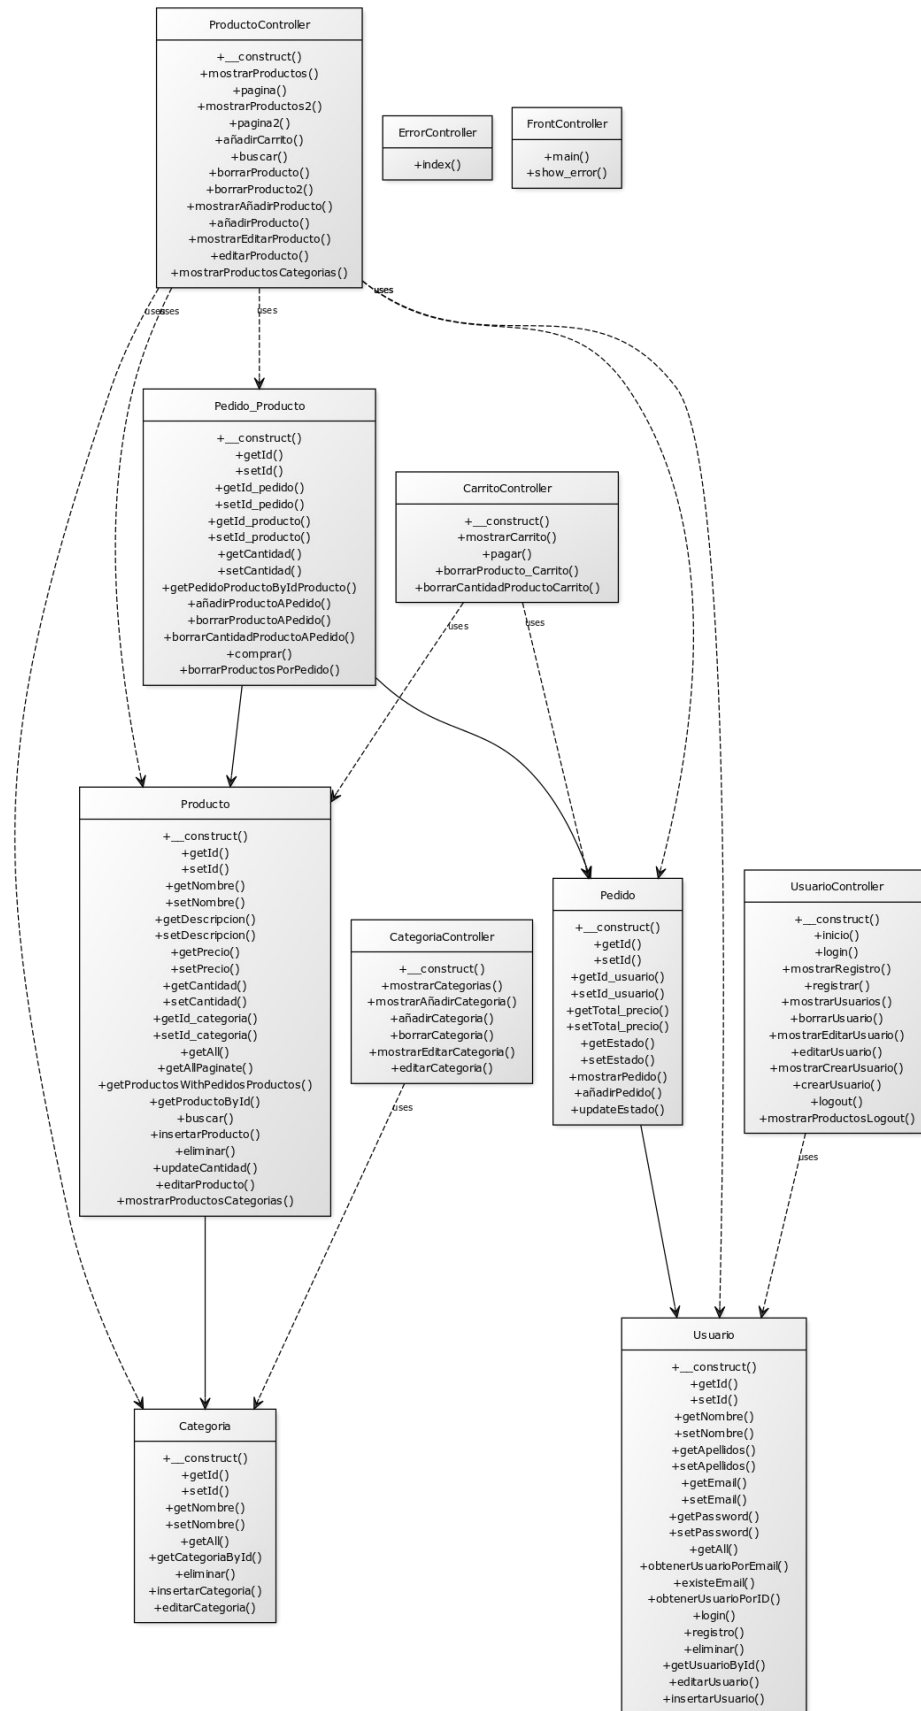 ProductoController
+__construct()
+mostrarProductos()
+pagina()
+mostrarProductos2()
+pagina2()
+añadirCarrito()
+buscar()
+borrarProducto()
+borrarProducto2()
+mostrarAñadirProducto()
+añadirProducto()
+mostrarEditarProducto()
+editarProducto()
+mostrarProductosCategorias()
ErrorController
+index()
FrontController
+main()
+show_error()
uses
uses
uses
uses
uses
Pedido_Producto
+__construct()
+getId()
+setId()
+getId_pedido()
+setId_pedido()
+getId_producto()
+setId_producto()
+getCantidad()
+setCantidad()
+getPedidoProductoByIdProducto()
+añadirProductoAPedido()
+borrarProductoAPedido()
+borrarCantidadProductoAPedido()
+comprar()
+borrarProductosPorPedido()
CarritoController
+__construct()
+mostrarCarrito()
+pagar()
+borrarProducto_Carrito()
+borrarCantidadProductoCarrito()
uses
uses
Producto
+__construct()
+getId()
+setId()
+getNombre()
+setNombre()
+getDescripcion()
+setDescripcion()
+getPrecio()
+setPrecio()
+getCantidad()
+setCantidad()
+getId_categoria()
+setId_categoria()
+getAll()
+getAllPaginate()
+getProductosWithPedidosProductos()
+getProductoById()
+buscar()
+insertarProducto()
+eliminar()
+updateCantidad()
+editarProducto()
+mostrarProductosCategorias()
CategoriaController
+__construct()
+mostrarCategorias()
+mostrarAñadirCategoria()
+añadirCategoria()
+borrarCategoria()
+mostrarEditarCategoria()
+editarCategoria()
uses
Pedido
+__construct()
+getId()
+setId()
+getId_usuario()
+setId_usuario()
+getTotal_precio()
+setTotal_precio()
+getEstado()
+setEstado()
+mostrarPedido()
+añadirPedido()
+updateEstado()
UsuarioController
+__construct()
+inicio()
+login()
+mostrarRegistro()
+registrar()
+mostrarUsuarios()
+borrarUsuario()
+mostrarEditarUsuario()
+editarUsuario()
+mostrarCrearUsuario()
+crearUsuario()
+logout()
+mostrarProductosLogout()
uses
Categoria
+__construct()
+getId()
+setId()
+getNombre()
+setNombre()
+getAll()
+getCategoriaById()
+eliminar()
+insertarCategoria()
+editarCategoria()
Usuario
+__construct()
+getId()
+setId()
+getNombre()
+setNombre()
+getApellidos()
+setApellidos()
+getEmail()
+setEmail()
+getPassword()
+setPassword()
+getAll()
+obtenerUsuarioPorEmail()
+existeEmail()
+obtenerUsuarioPorID()
+login()
+registro()
+eliminar()
+getUsuarioById()
+editarUsuario()
+insertarUsuario()